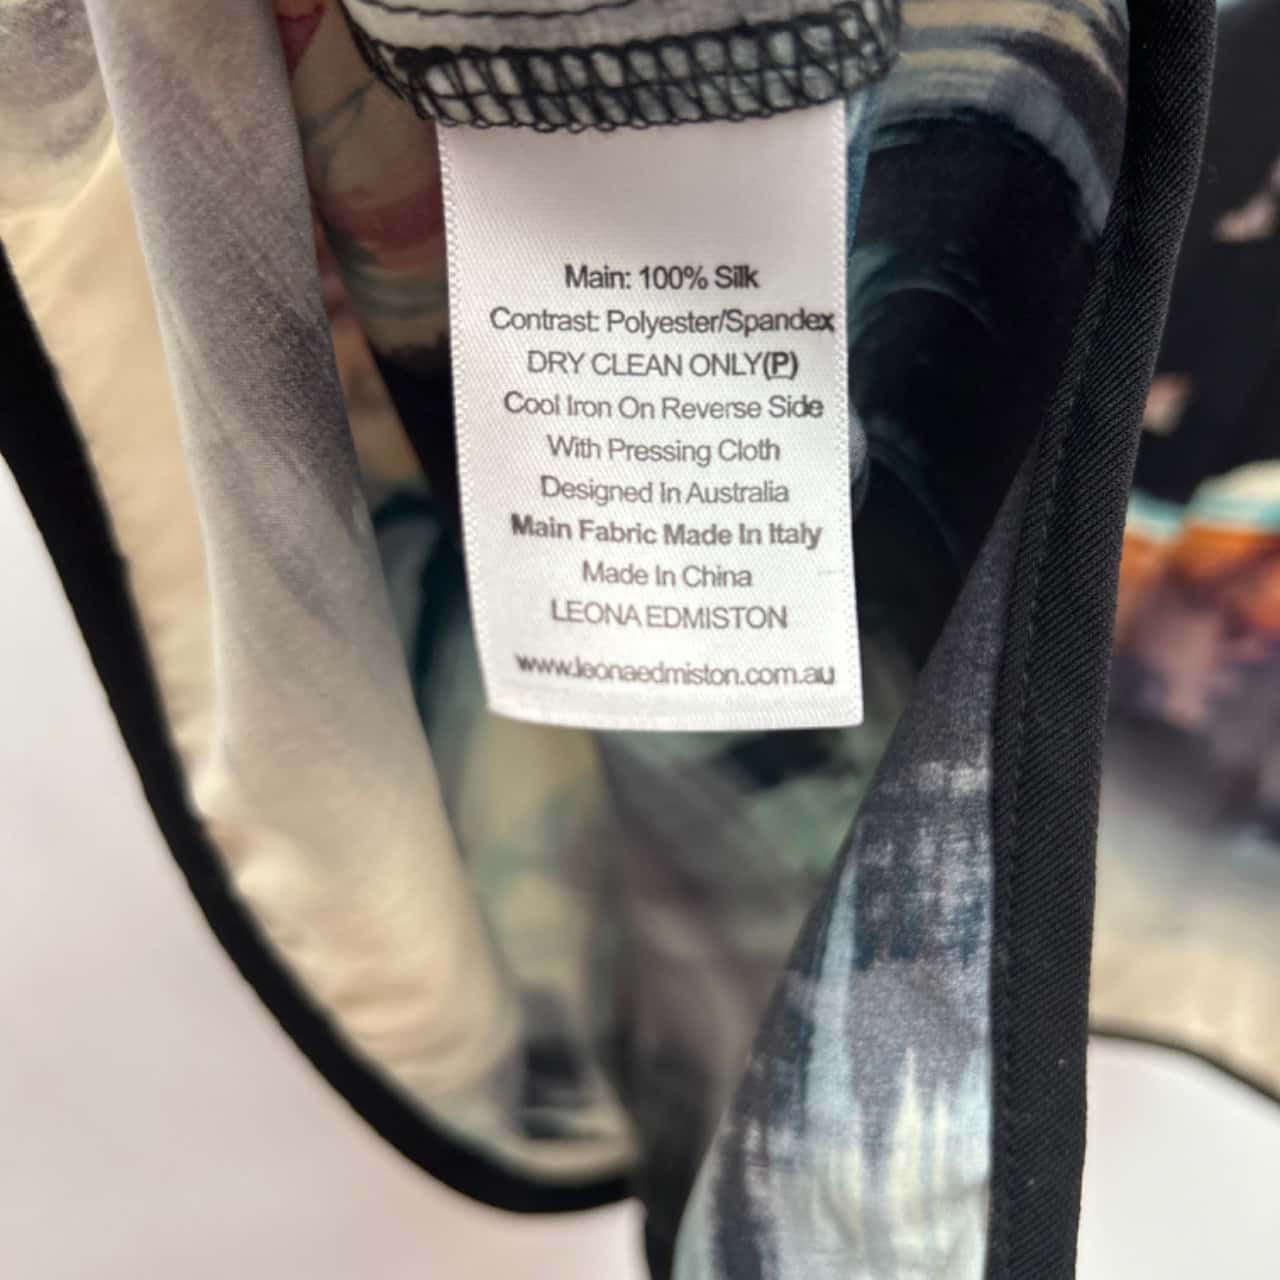 Main: 100% Silk
Contrast: Polyester/Spandex
DRY CLEAN ONLY(P)
Cool Iron On Reverse Side
With Pressing Cloth
Designed In Australia
Main Fabric Made In Italy
Made In China
LEONA EDMISTON
www.leonaedmiston.com.au